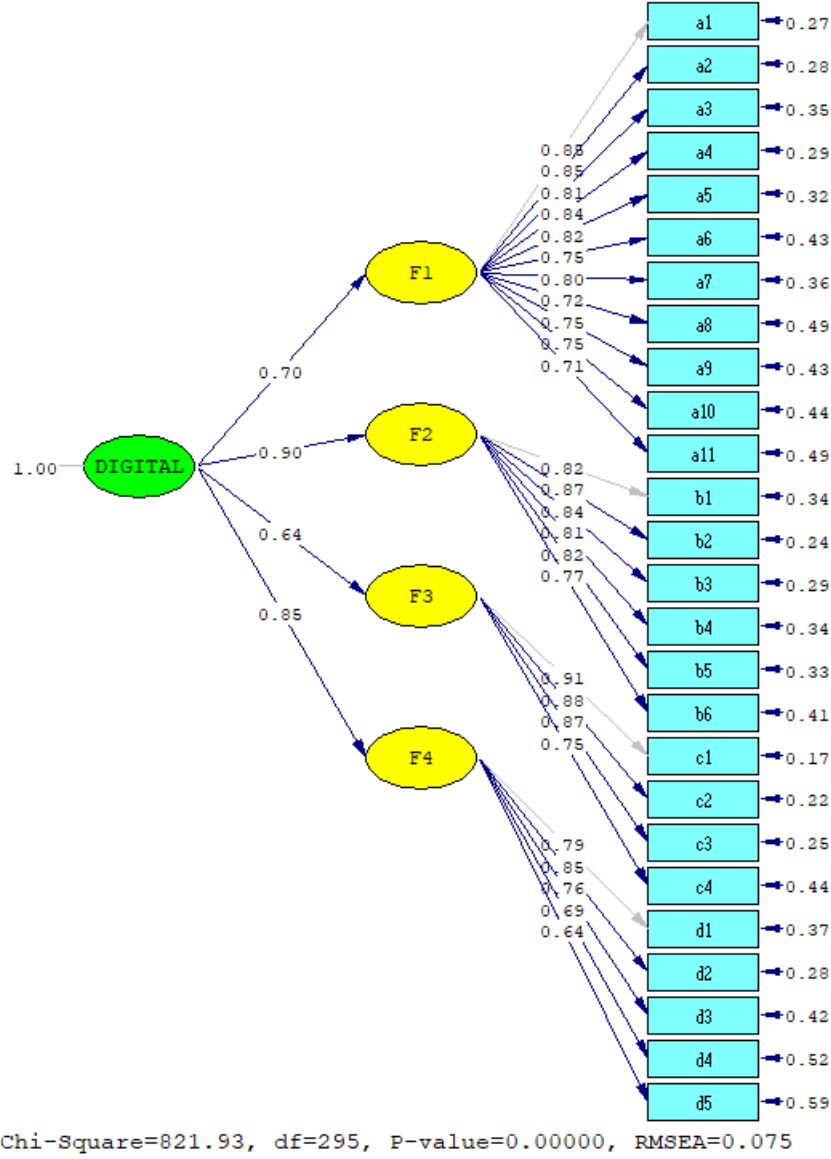 a1 0.27
a2 0.28
a3 0.35
0.85 a4 0.29
0.85
0.81 a5 0.32
0.84
0.82 a6 0.43
0.75
F1 0.80 a7 0.36
0.72
0.75 a8 0.49
0.75
0.71 a9 0.43
0.70
a10 0.44
F2
0.90 a11 0.49
1.00 DIGITAL 0.82
0.87 b1 0.34
0.84
0.64 0.81 b2 0.24
0.82
0.77 b3 0.29
F3
0.85 b4 0.34
b5 0.33
0.91
0.88 b6 0.41
0.87
0.75 c1 0.17
F4
c2 0.22
0.79 c3 0.25
0.85
0.76 c4 0.44
0.69
0.64 d1 0.37
d2 0.28
d3 0.42
d4 0.52
d5 0.59
Chi-Square=821.93, df=295, P-value=0.00000, RMSEA=0.075